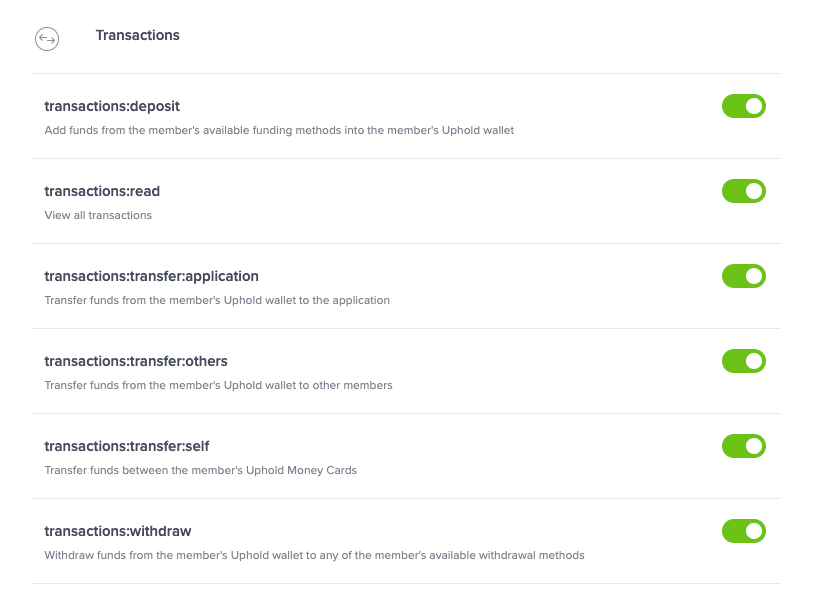 Transactions
transactions:deposit
Add funds from the member's available funding methods into the member's Uphold wallet
transactions:read
View all transactions
transactions:transfer:application
Transfer funds from the member's Uphold wallet to the application
transactions:transfer:others
Transfer funds from the member's Uphold wallet to other members
transactions:transfer:self
Transfer funds between the member's Uphold Money Cards
transactions:withdraw
Withdraw funds from the member's Uphold wallet to any of the member's available withdrawal methods